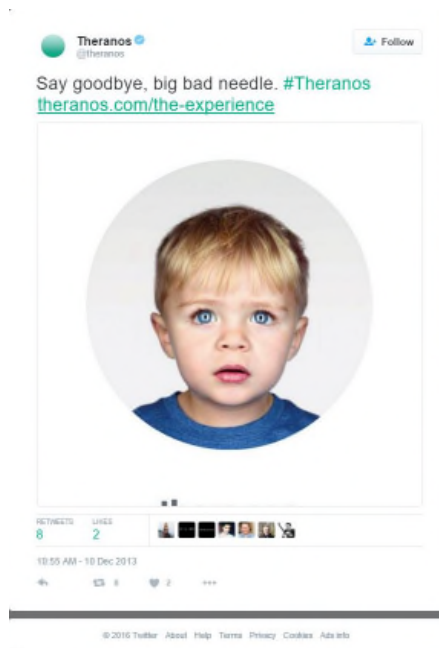 Theranos
@theranos
Follow
Say goodbye, big bad needle. #Theranos
theranos.com/the-experience
RETWEETS LIKES
8 2
10:55 AM - 10 Dec 2013
8 2
© 2016 Twitter About Help Terms Privacy Cookies Ads info